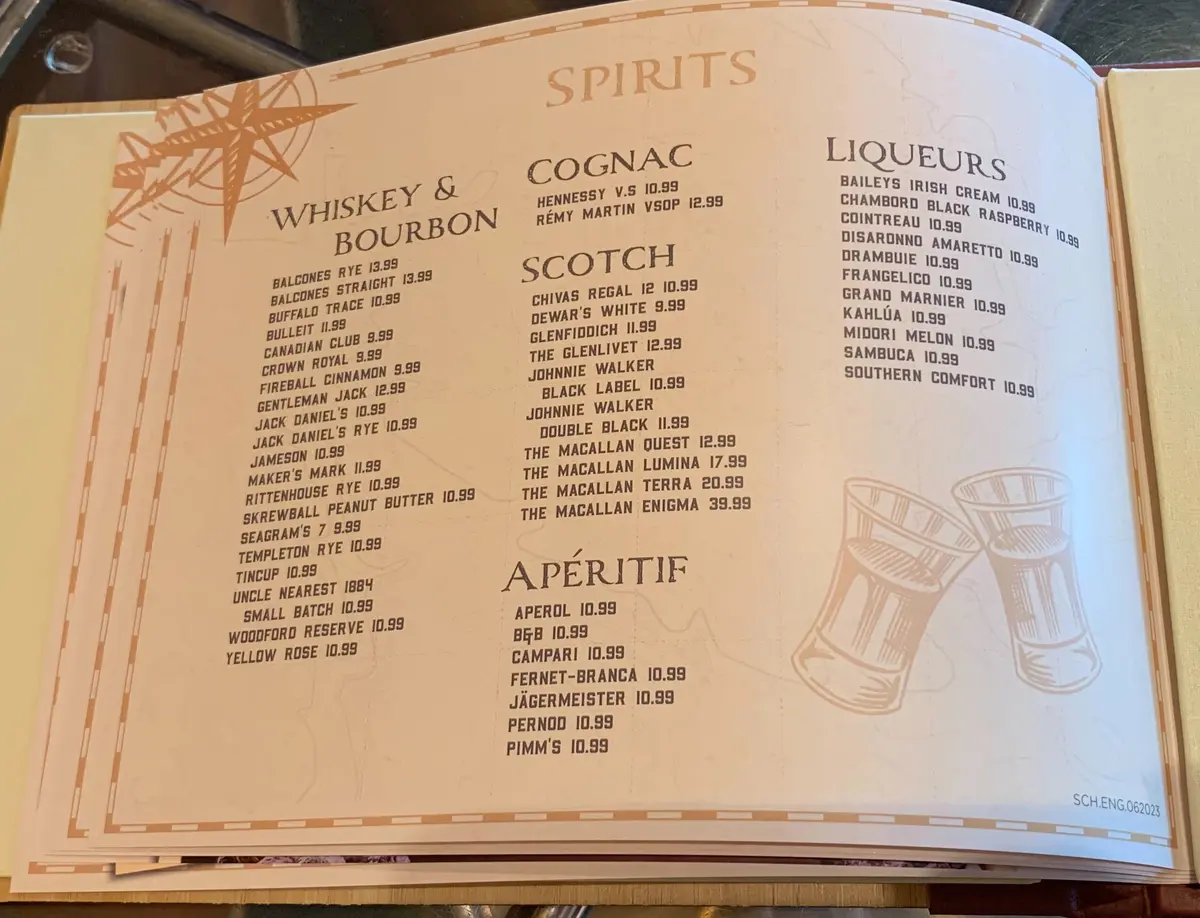 SPIRITS
WHISKEY &
BOURBON
BALCONES RYE 13.99
BALCONES STRAIGHT 13.99
BUFFALO TRACE 10.99
BULLEIT 11.99
CANADIAN CLUB 9.99
CROWN ROYAL 9.99
FIREBALL CINNAMON 9.99
GENTLEMAN JACK 12.99
JACK DANIEL'S 10.99
JACK DANIEL'S RYE 10.99
JAMESON 10.99
MAKER'S MARK 11.99
RITTENHOUSE RYE 10.99
SKREWBALL PEANUT BUTTER 10.99
SEAGRAM'S 7 9.99
TEMPLETON RYE 10.99
TINCUP 10.99
UNCLE NEAREST 1884
SMALL BATCH 10.99
WOODFORD RESERVE 10.99
YELLOW ROSE 10.99
COGNAC
HENNESSY V.S 10.99
RÉMY MARTIN VSOP 12.99
SCOTCH
CHIVAS REGAL 12 10.99
DEWAR'S WHITE 9.99
GLENFIDDICH 11.99
THE GLENLIVET 12.99
JOHNNIE WALKER
BLACK LABEL 10.99
JOHNNIE WALKER
DOUBLE BLACK 11.99
THE MACALLAN QUEST 12.99
THE MACALLAN LUMINA 17.99
THE MACALLAN TERRA 20.99
THE MACALLAN ENIGMA 39.99
APÉRITIF
APEROL 10.99
B&B 10.99
CAMPARI 10.99
FERNET-BRANCA 10.99
JÄGERMEISTER 10.99
PERNOD 10.99
PIMM'S 10.99
LIQUEURS
BAILEYS IRISH CREAM 10.99
CHAMBORD BLACK RASPBERRY 10.99
COINTREAU 10.99
DISARONNO AMARETTO 10.99
DRAMBUIE 10.99
FRANGELICO 10.99
GRAND MARNIER 10.99
KAHLÚA 10.99
MIDORI MELON 10.99
SAMBUCA 10.99
SOUTHERN COMFORT 10.99
SCH.ENG.062023